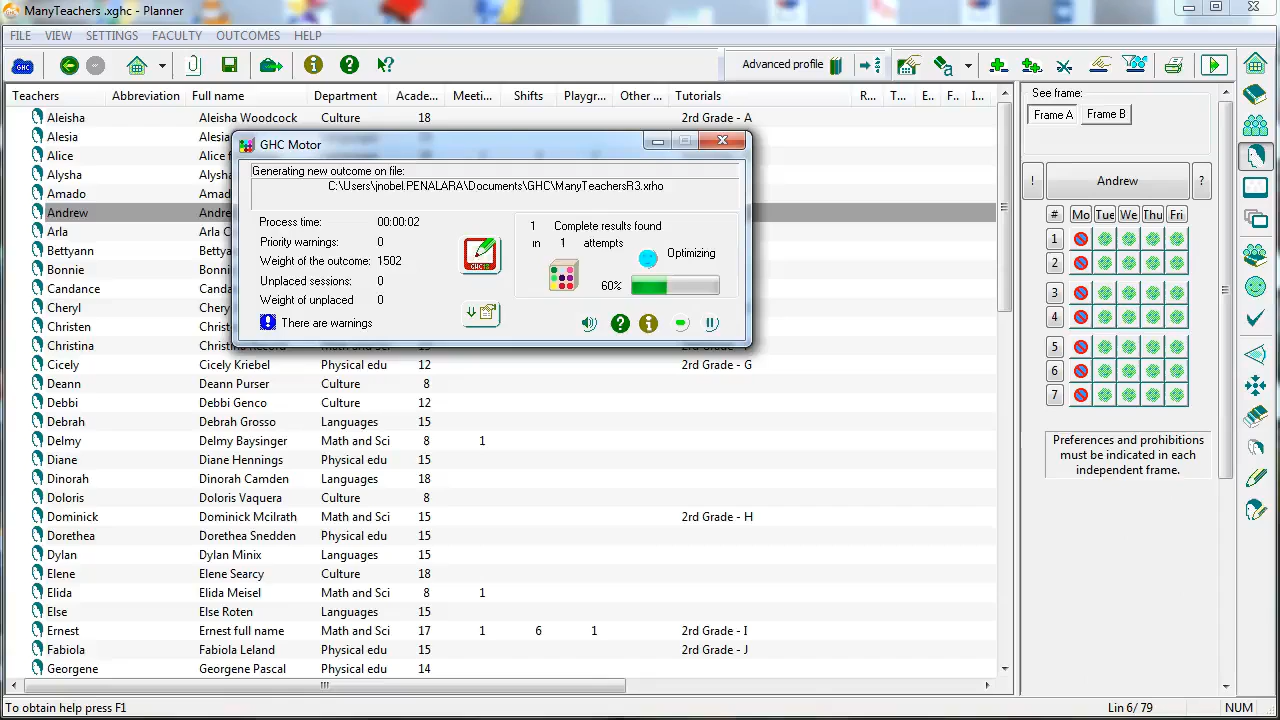 ManyTeachers .xghc - Planner
FILE VIEW SETTINGS FACULTY OUTCOMES HELP
GHC Advanced profile
Teachers Abbreviation Full name Department Acade... Meeti... Shifts Playgr... Other ... Tutorials R... T... E.. F.. I...
Aleisha Aleisha Woodcock Culture 18 2rd Grade - A
Alesia Alesia
Alice Alice
Alysha Alysha
Amado Amado
Andrew Andre
Arla Arla C
Bettyann Bettya
Bonnie Bonni
Candance Canda
Cheryl Cheryl
Christen Christ
Christina
Cicely Cicely Kriebel Physical edu 12 2rd Grade - G
Deann Deann Purser Culture 8
Debbi Debbi Genco Culture 12
Debrah Debrah Grosso Languages 15
Delmy Delmy Baysinger Math and Sci 8 1
Diane Diane Hennings Physical edu 15
Dinorah Dinorah Camden Languages 18
Doloris Doloris Vaquera Culture 8
Dominick Dominick Mcilrath Math and Sci 15 2rd Grade - H
Dorethea Dorethea Snedden Physical edu 15
Dylan Dylan Minix Languages 15
Elene Elene Searcy Culture 18
Elida Elida Meisel Math and Sci 8 1
Else Else Roten Languages 15
Ernest Ernest full name Math and Sci 17 1 6 1 2rd Grade - I
Fabiola Fabiola Leland Physical edu 15 2rd Grade - J
Georgene Georgene Pascal Physical edu 14
GHC Motor
Generating new outcome on file:
C:\Users\jnobel.PENALARA\Documents\GHC\ManyTeachersR3.xrho
Process time: 00:00:02
Priority warnings: 0
Weight of the outcome: 1502
Unplaced sessions: 0
Weight of unplaced 0
There are warnings
1 Complete results found
in 1 attempts
Optimizing
60%
See frame:
Frame A Frame B
! Andrew ?
# Mo Tue We Thu Fri
1
2
3
4
5
6
7
Preferences and prohibitions
must be indicated in each
independent frame.
To obtain help press F1 Lin 6/ 79 NUM